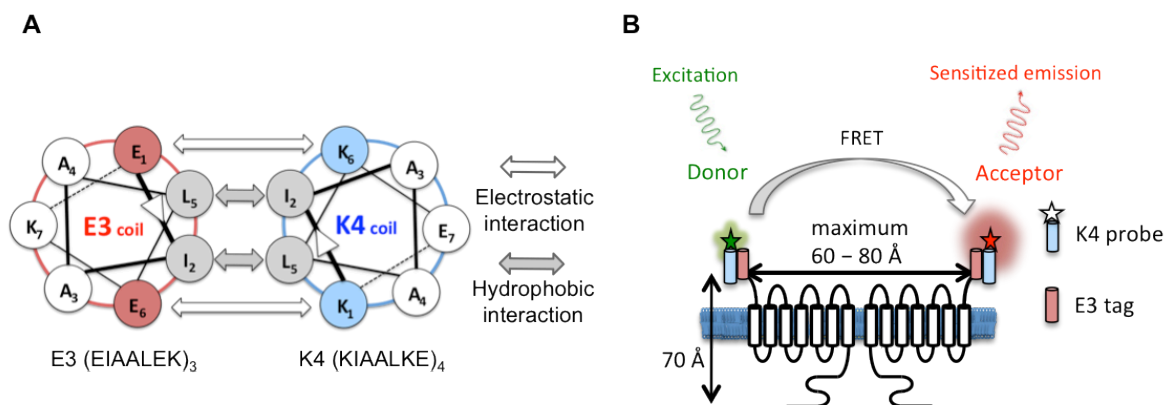 A
E₁
A₄
L₅
K₇
E3 coil
I₂
A₃
E₆
K₆
A₃
I₂
K4 coil
E₇
L₅
A₄
K₁
Electrostatic
interaction
Hydrophobic
interaction
E3 (EIAALEK)₃
K4 (KIAALKE)₄
B
Excitation
Sensitized emission
FRET
Donor
Acceptor
maximum
60 – 80 Å
K4 probe
E3 tag
70 Å